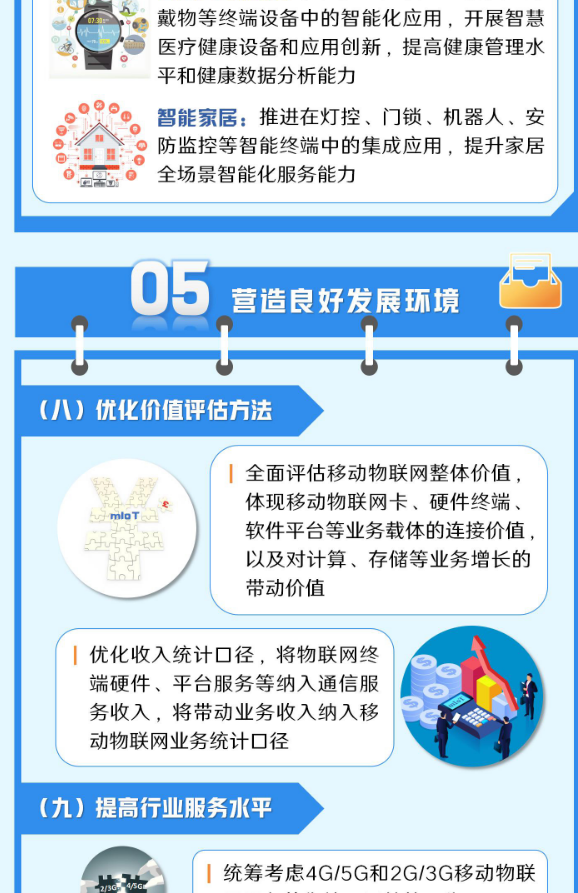 07:30
戴物等终端设备中的智能化应用，开展智慧
医疗健康设备和应用创新，提高健康管理水
平和健康数据分析能力
智能家居：推进在灯控、门锁、机器人、安
防监控等智能终端中的集成应用，提升家居
全场景智能化服务能力
05 营造良好发展环境
（八）优化价值评估方法
mIoT
全面评估移动物联网整体价值，
体现移动物联网卡、硬件终端、
软件平台等业务载体的连接价值，
以及对计算、存储等业务增长的
带动价值
优化收入统计口径，将物联网终
端硬件、平台服务等纳入通信服
务收入，将带动业务收入纳入移
动物联网业务统计口径
（九）提高行业服务水平
2/3G 4/5G
统筹考虑4G/5G和2G/3G移动物联